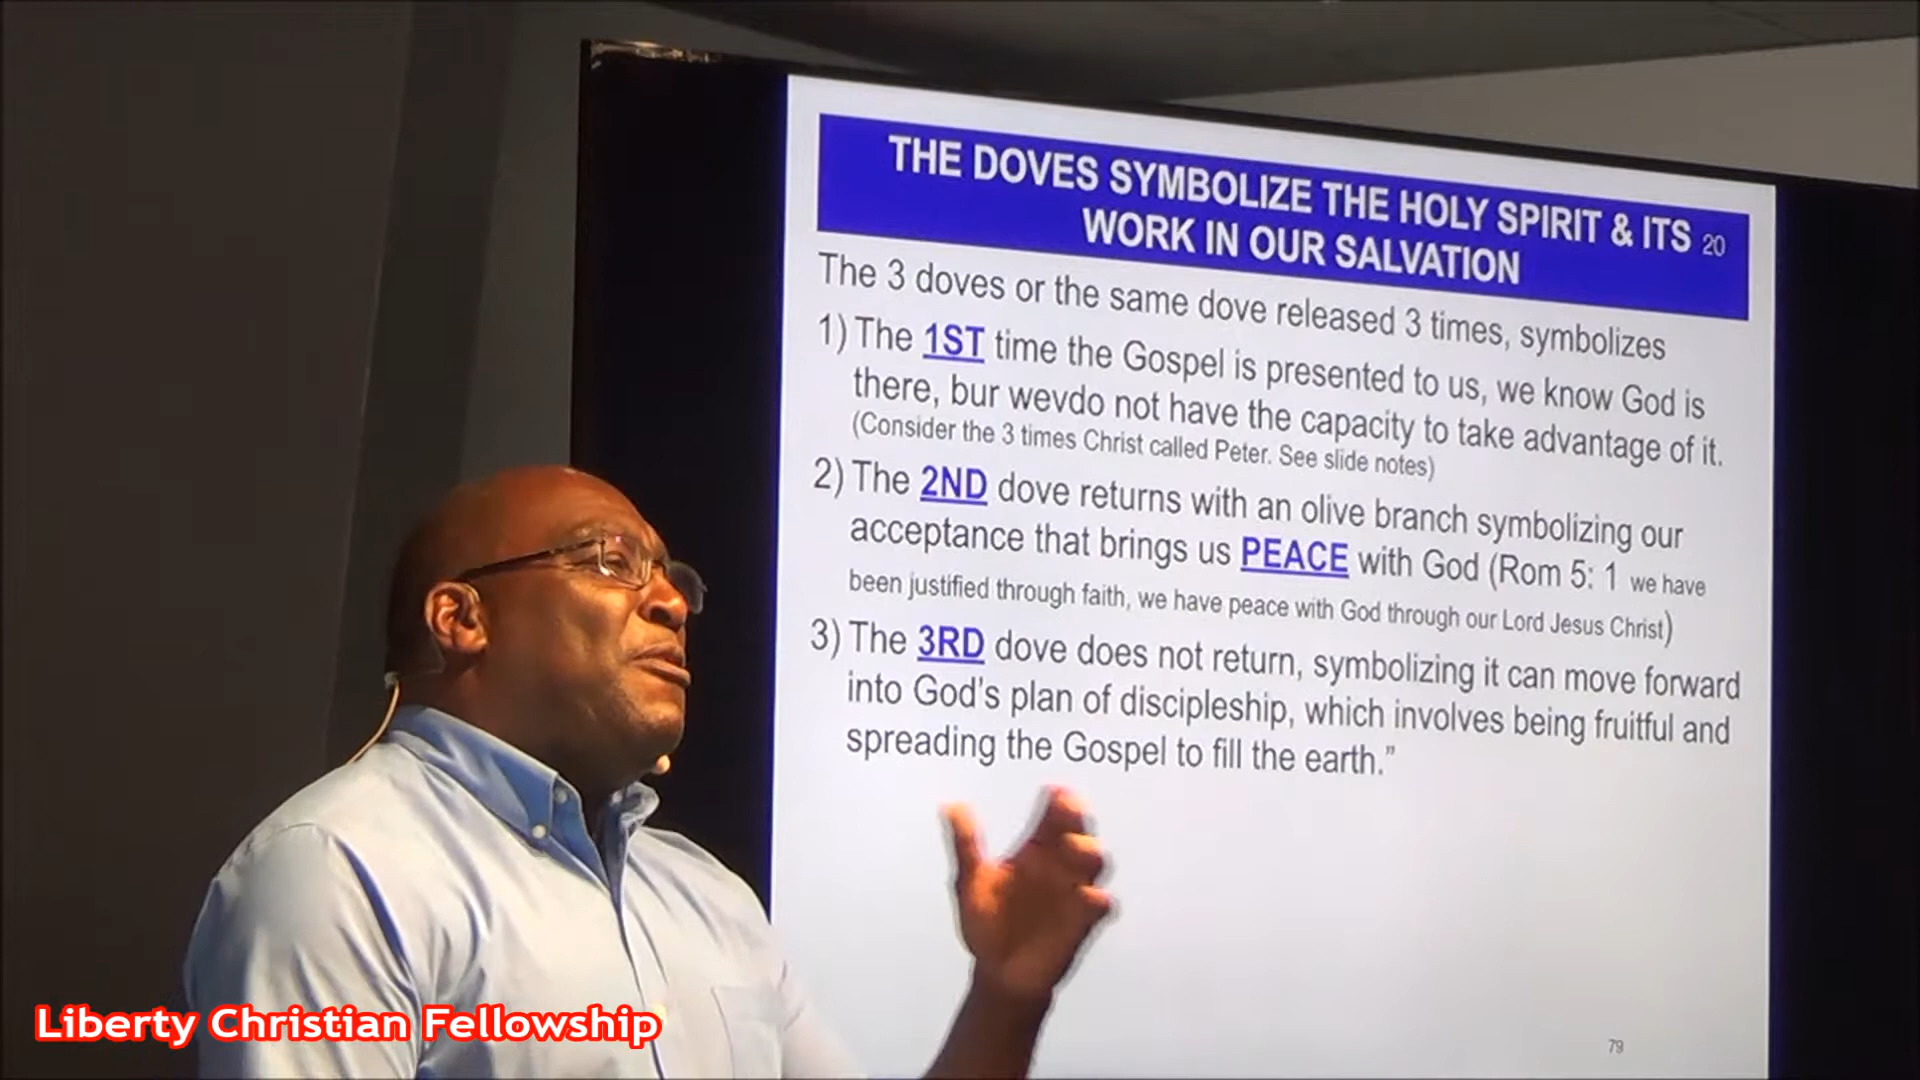 THE DOVES SYMBOLIZE THE HOLY SPIRIT & ITS 20
WORK IN OUR SALVATION
The 3 doves or the same dove released 3 times, symbolizes
1) The 1ST time the Gospel is presented to us, we know God is
there, bur wevdo not have the capacity to take advantage of it.
(Consider the 3 times Christ called Peter. See slide notes)
2) The 2ND dove returns with an olive branch symbolizing our
acceptance that brings us PEACE with God (Rom 5: 1 we have
been justified through faith, we have peace with God through our Lord Jesus Christ)
3) The 3RD dove does not return, symbolizing it can move forward
into God's plan of discipleship, which involves being fruitful and
spreading the Gospel to fill the earth.”
Liberty Christian Fellowship
79